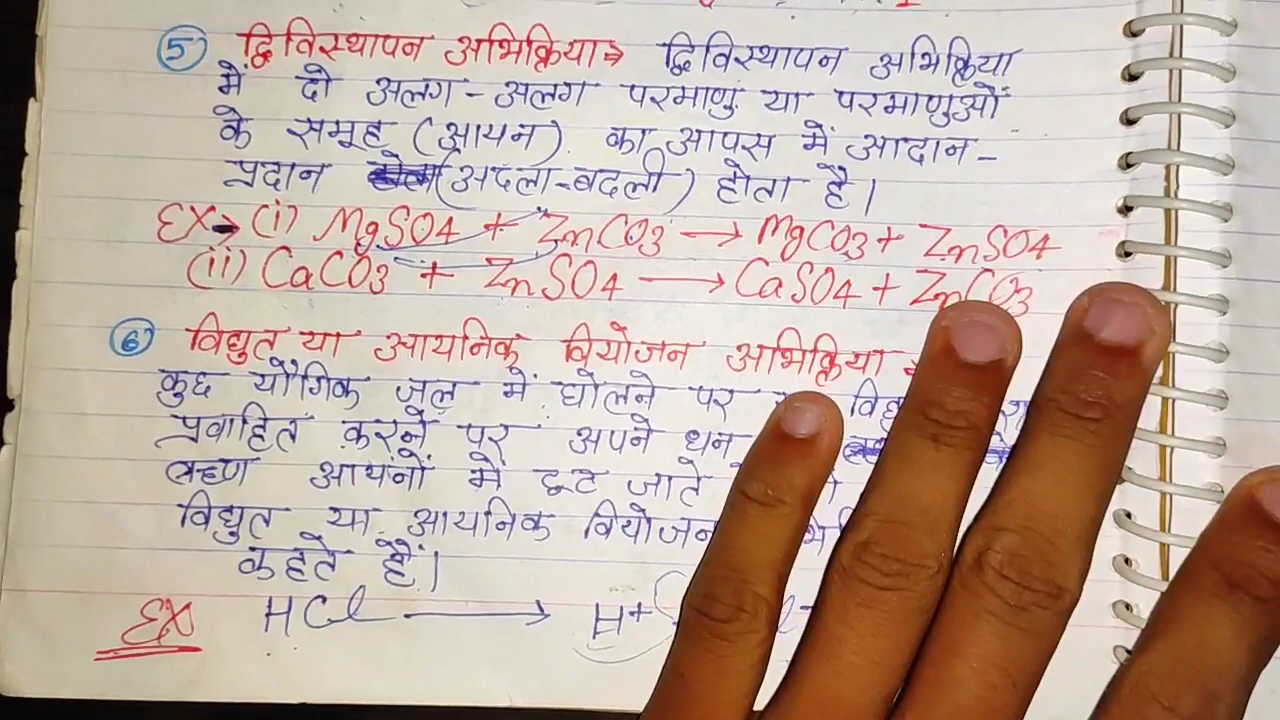 5 द्विविस्थापन अभिक्रिया⇒ द्विविस्थापन अभिक्रिया
में दो अलग-अलग परमाणु या परमाणुओं
के समूह (आयन) का आपस में आदान-
प्रदान (अदला-बदली) होता है।
EX→ (i) MgSO4 + ZnCO3 → MgCO3 + ZnSO4
(ii) CaCO3 + ZnSO4 → CaSO4 + ZnCO3
6 विद्युत या आयनिक वियोजन अभिक्रिया ⇒
कुछ यौगिक जल में घोलने पर
प्रवाहित करने पर अपने धन
आयनों में टूट जाते
विद्युत या आयनिक वियोजन
कहते हैं।
EX HCl → H+